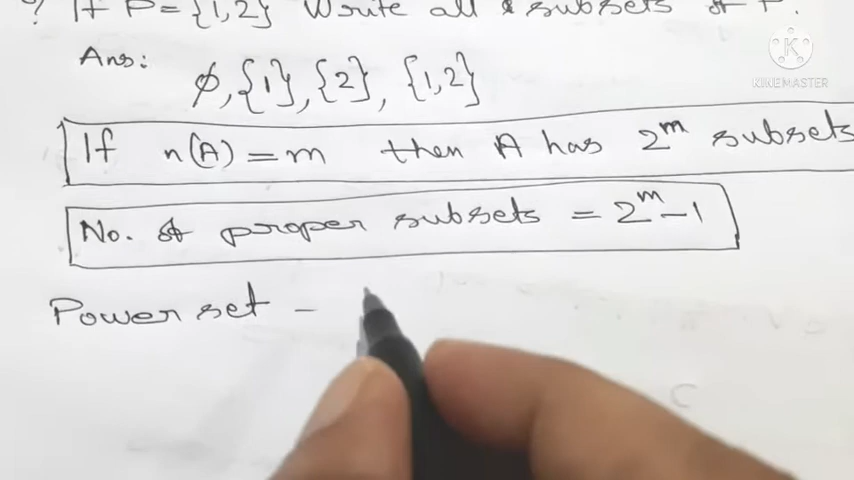 ? If P = {1,2} Write all subsets of P.
Ans:
ϕ, {1}, {2}, {1,2}
If n(A) = m then A has 2^m subsets
No. of proper subsets = 2^m - 1
Power set -
K
KINEMASTER